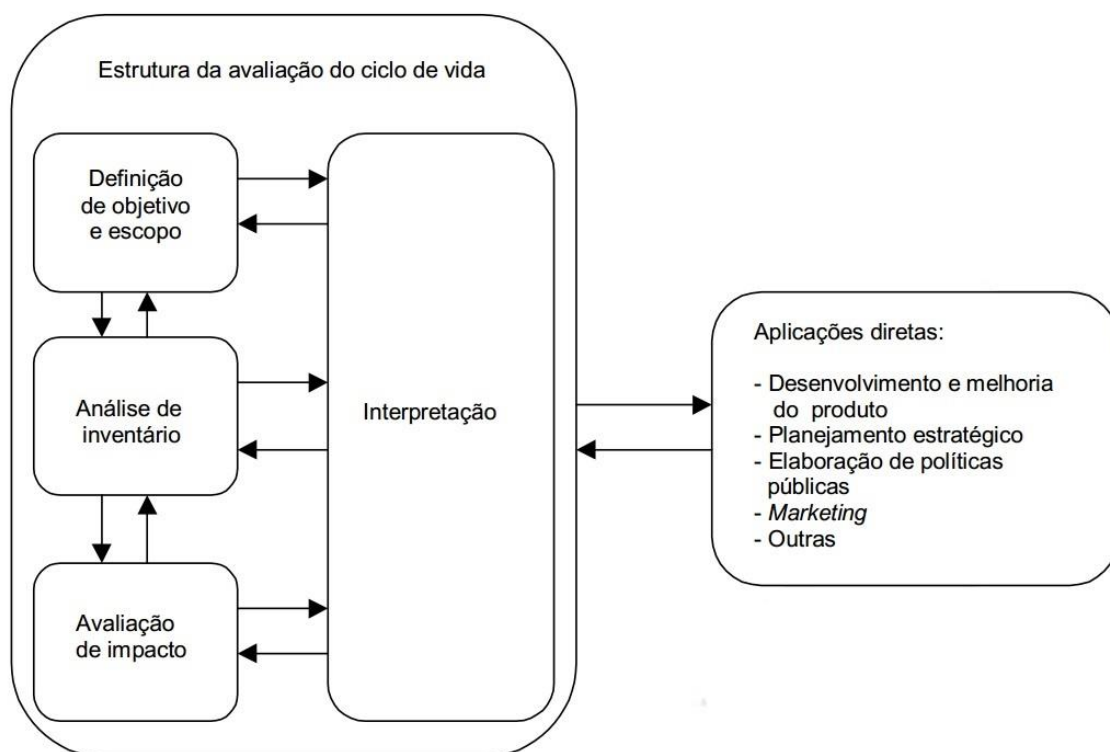 Estrutura da avaliação do ciclo de vida
Definição
de objetivo
e escopo
Análise de
inventário
Avaliação
de impacto
Interpretação
Aplicações diretas:
- Desenvolvimento e melhoria
do produto
- Planejamento estratégico
- Elaboração de políticas
públicas
- Marketing
- Outras